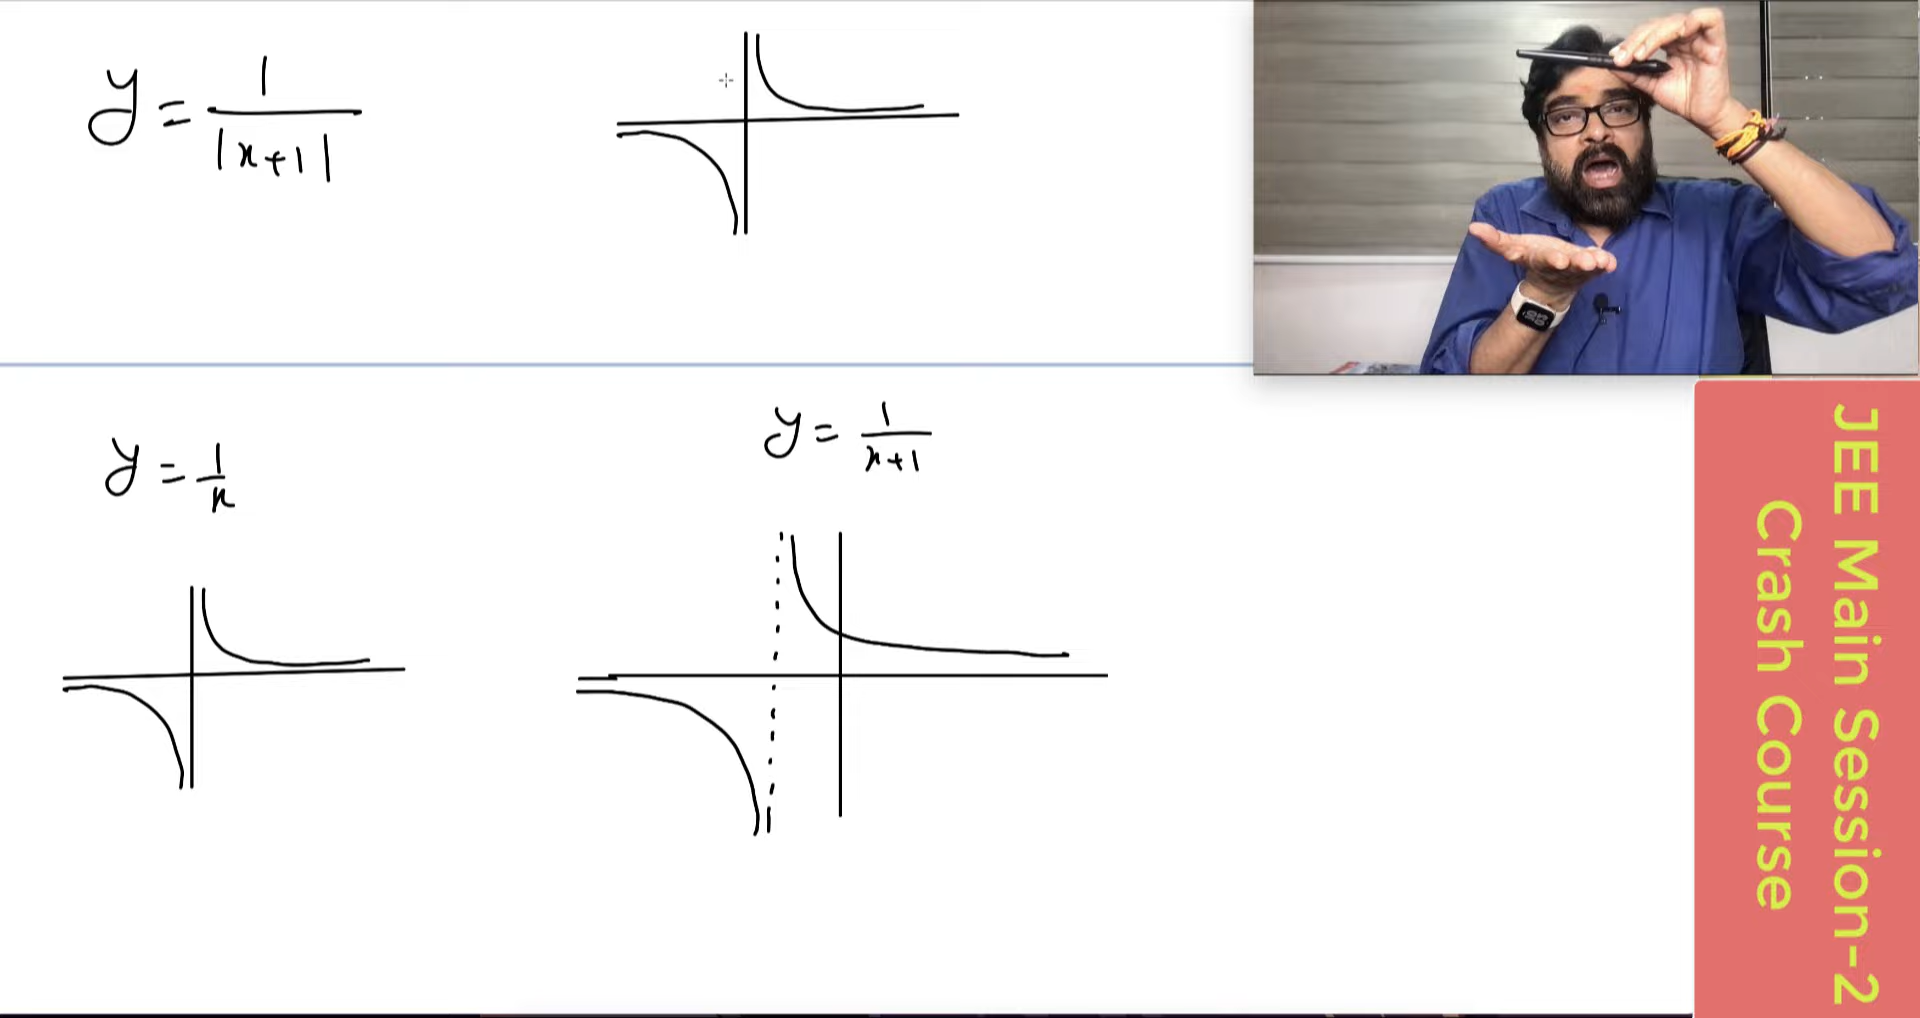 y = 1/|x+1|
y = 1/x
y = 1/(x+1)
JEE Main Session-2
Crash Course